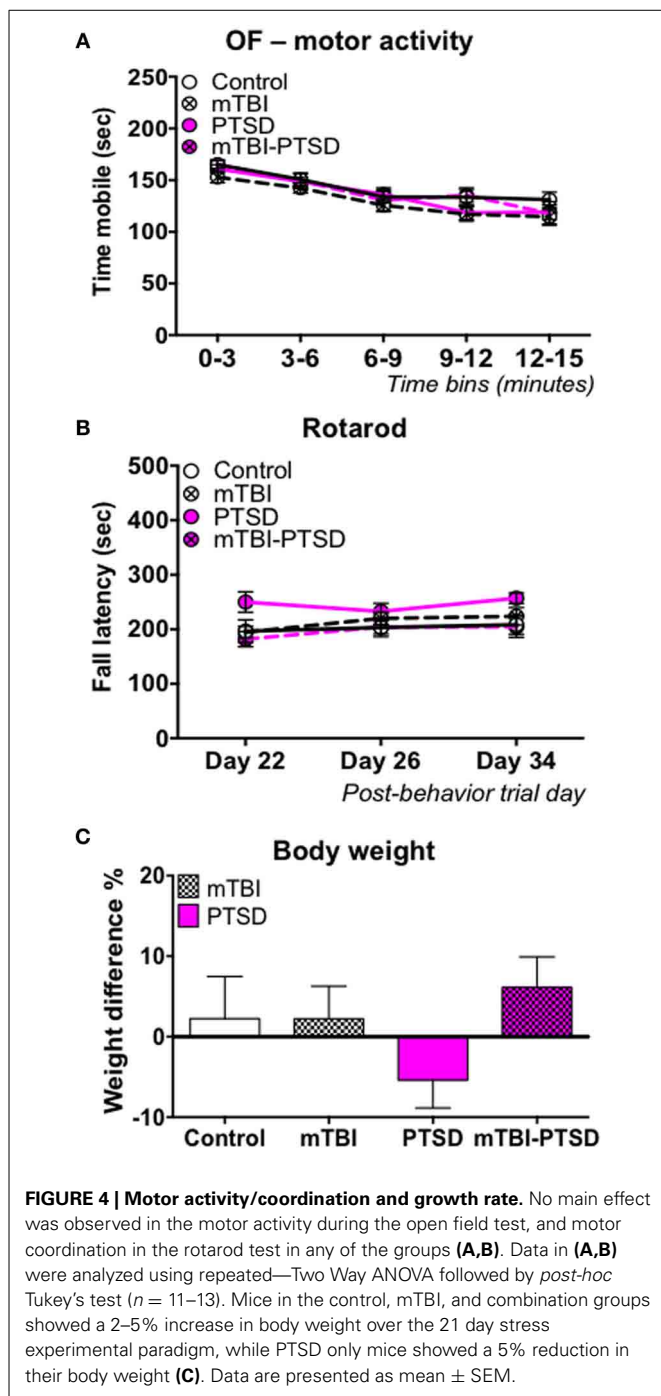 A
OF – motor activity
Time mobile (sec)
250
200
150
100
50
0
Control
mTBI
PTSD
mTBI-PTSD
0-3 3-6 6-9 9-12 12-15
Time bins (minutes)
B
Rotarod
Fall latency (sec)
500
400
300
200
100
0
Control
mTBI
PTSD
mTBI-PTSD
Day 22 Day 26 Day 34
Post-behavior trial day
C
Body weight
Weight difference %
20
10
0
-10
mTBI
PTSD
Control mTBI PTSD mTBI-PTSD
FIGURE 4 | Motor activity/coordination and growth rate. No main effect
was observed in the motor activity during the open field test, and motor
coordination in the rotarod test in any of the groups (A,B). Data in (A,B)
were analyzed using repeated—Two Way ANOVA followed by post-hoc
Tukey's test (n = 11–13). Mice in the control, mTBI, and combination groups
showed a 2–5% increase in body weight over the 21 day stress
experimental paradigm, while PTSD only mice showed a 5% reduction in
their body weight (C). Data are presented as mean ± SEM.